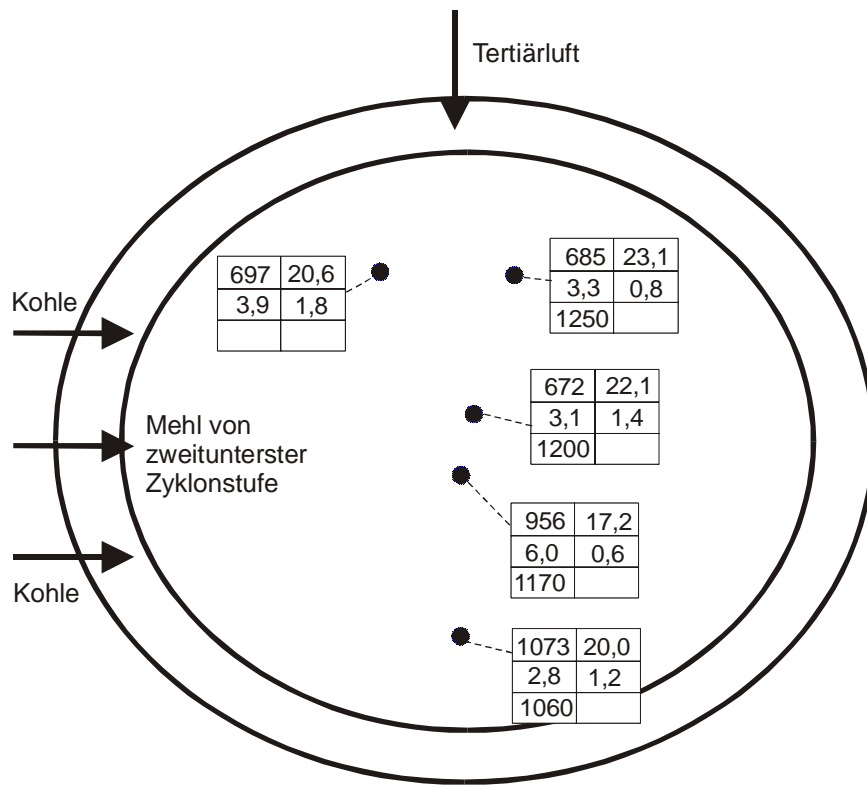 Tertiärluft
697 20,6
3,9 1,8
685 23,1
3,3 0,8
1250
Kohle
672 22,1
3,1 1,4
1200
Mehl von
zweitunterster
Zyklonstufe
956 17,2
6,0 0,6
1170
Kohle
1073 20,0
2,8 1,2
1060